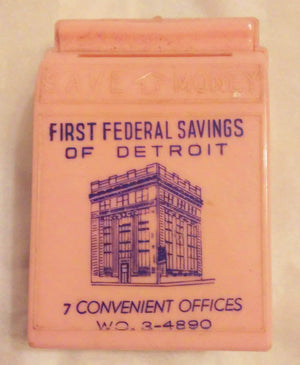 SAVE MONEY
FIRST FEDERAL SAVINGS
OF DETROIT
7 CONVENIENT OFFICES
WO. 3-4890